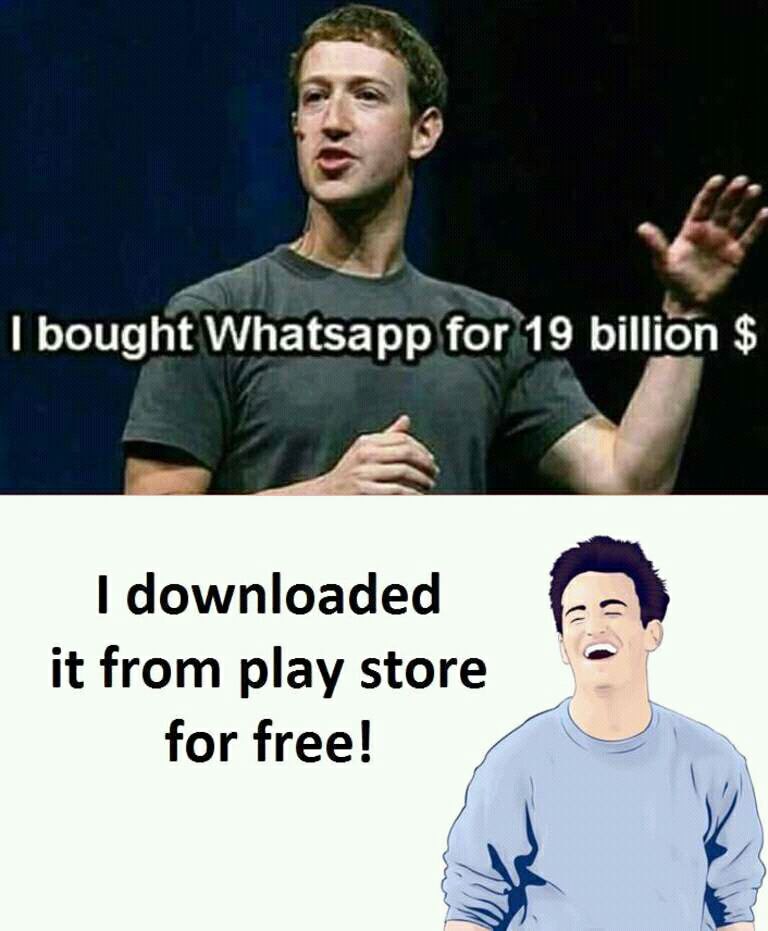 I bought Whatsapp for 19 billion $
I downloaded
it from play store
for free!